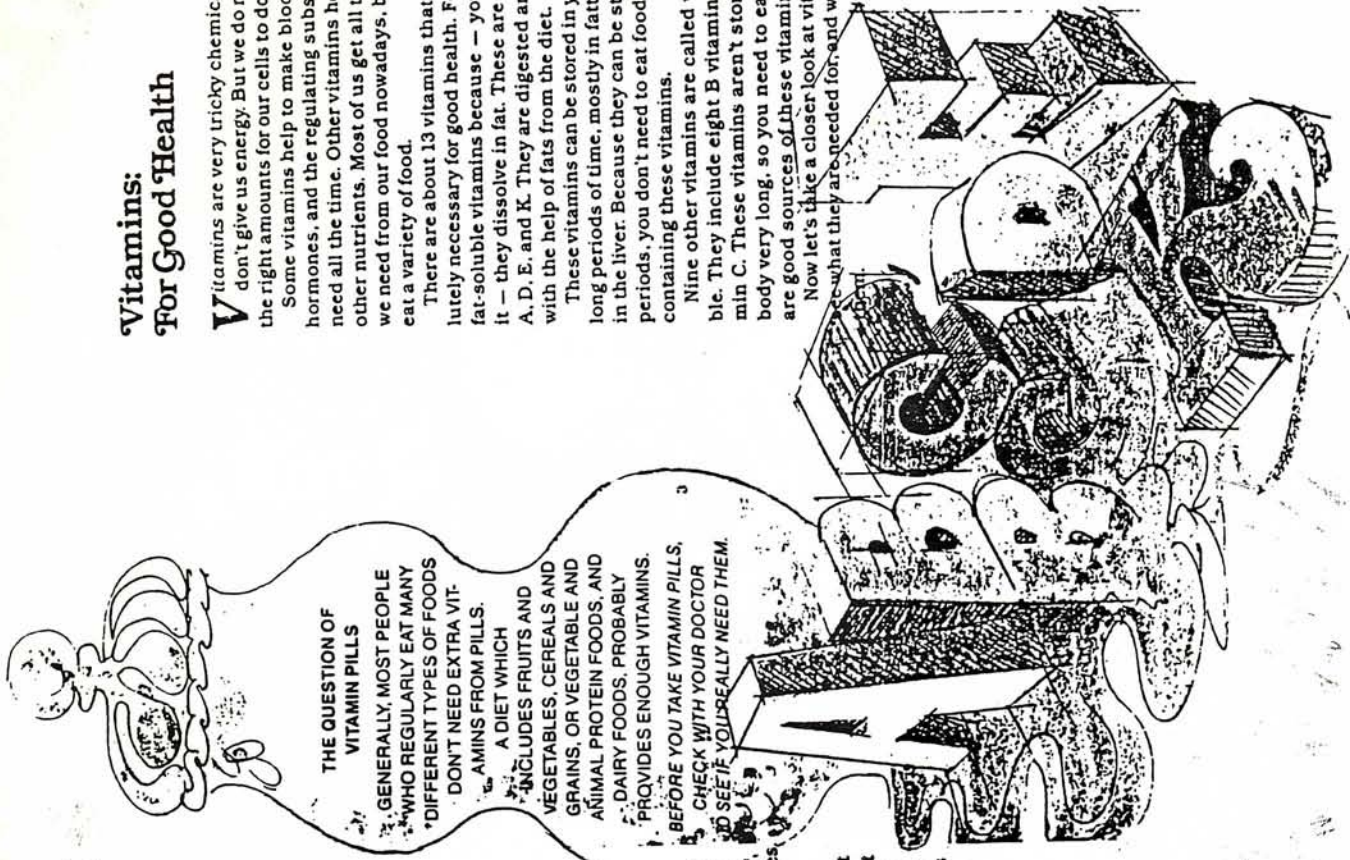 Vitamins:
For Good Health
Vitamins are very tricky chemic
don't give us energy. But we do
the right amounts for our cells to do
Some vitamins help to make bloo
hormones, and the regulating subs
need all the time. Other vitamins he
other nutrients. Most of us get all t
we need from our food nowadays, b
eat a variety of food.
There are about 13 vitamins that
lutely necessary for good health. F
fat-soluble vitamins because – yo
it – they dissolve in fat. These are
A, D, E, and K. They are digested an
with the help of fats from the diet.
These vitamins can be stored in y
long periods of time, mostly in fatt
in the liver. Because they can be st
periods, you don't need to eat food
containing these vitamins.
Nine other vitamins are called
ble. They include eight B vitamin
min C. These vitamins aren't stor
body very long, so you need to ea
are good sources of these vitamin
Now let's take a closer look at vit
what they are needed for, and w
THE QUESTION OF
VITAMIN PILLS
GENERALLY, MOST PEOPLE
WHO REGULARLY EAT MANY
DIFFERENT TYPES OF FOODS
DON'T NEED EXTRA VIT-
AMINS FROM PILLS.
A DIET WHICH
INCLUDES FRUITS AND
VEGETABLES, CEREALS AND
GRAINS, OR VEGETABLE AND
ANIMAL PROTEIN FOODS, AND
DAIRY FOODS, PROBABLY
PROVIDES ENOUGH VITAMINS.
BEFORE YOU TAKE VITAMIN PILLS,
CHECK WITH YOUR DOCTOR
TO SEE IF YOU REALLY NEED THEM.